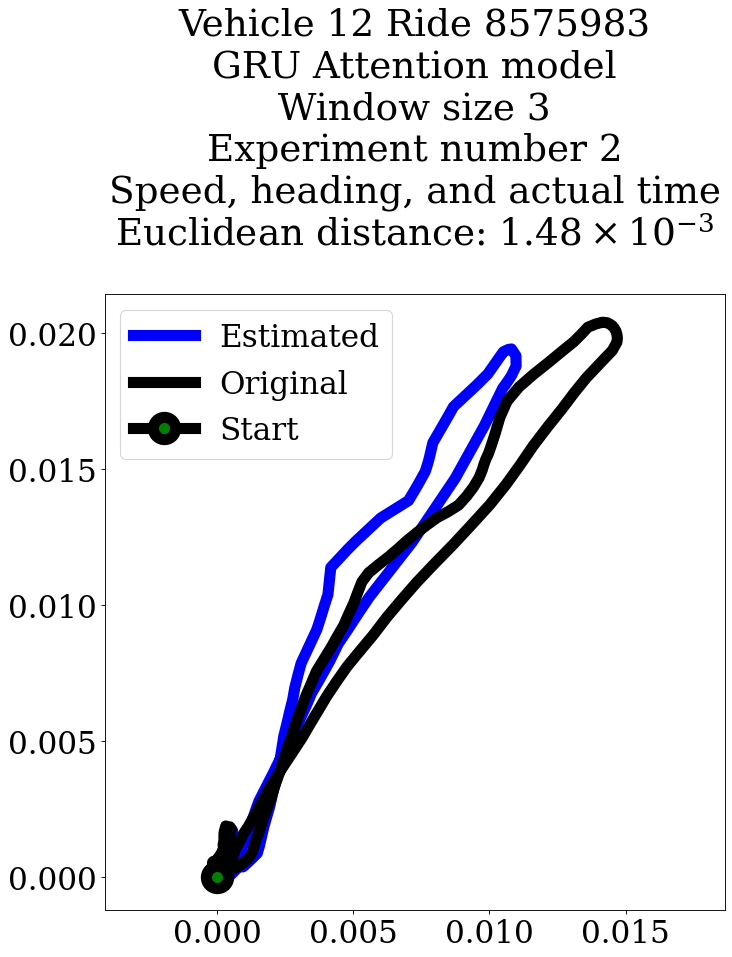 Vehicle 12 Ride 8575983
GRU Attention model
Window size 3
Experiment number 2
Speed, heading, and actual time
Euclidean distance: 1.48 × 10⁻³
Estimated
Original
Start
0.020
0.015
0.010
0.005
0.000
0.000 0.005 0.010 0.015